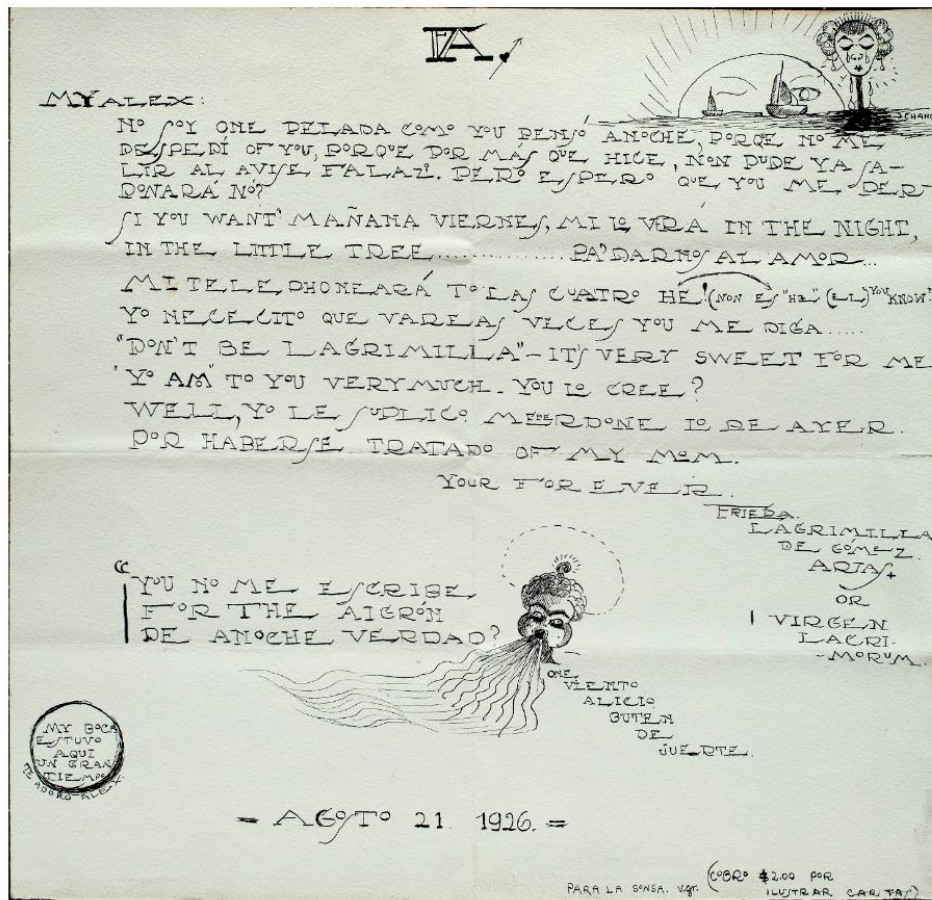 FA
MY ALEX:
NO SOY ONE PELADA COMO YOU PENSÓ ANOCHE, PORQE NO ME
DESPEDÍ OF YOU, PORQUE POR MÁS QUE HICE, NON PUDE YA SA-
LIR AL AVISE FALAZ!. PERO ESPERO QUE YOU ME PER-
DONARÁ NÓ?
SI YOU WANT' MAÑANA VIERNES, MI LO VERÁ IN THE NIGHT,
IN THE LITTLE TREE............. PA' DARNOS AL AMOR...
MI TELEPHONEARÁ TO LAS CUATRO HE! (NON ES "HE" (EL) YOU KNOW!
YO NECECITO QUE VAREAS VECES YOU ME DIGA.....
"DON'T BE LAGRIMILLA" - IT'S VERY SWEET FOR ME
"YO AM" TO YOU VERY MUCH. YOU LO CREE?
WELL, YO LE SUPLICO ME PERDONE LO DE AYER.
POR HABERSE TRATADO OF MY MOM.
YOUR FOR EVER.
FRIEDA.
LÁGRIMILLA
DE GÓMEZ
ARIAS
OR
VIRGEN
LACRI-
-MORUM.
"YOU NO ME ESCRIBE
FOR THE AIGRÓN
DE ANOCHE VERDAD?
ONE
VIENTO
ALICIO
BUTEN
DE
JUERTE.
MY BOCA
ESTUVO
AQUI
UN GRAN
TIEMPO
TE ADORO-ALEX.
= AGOSTO 21. 1926. =
PARA LA SONSA. (COBRO $2.00 POR
ILUSTRAR CARTAS)